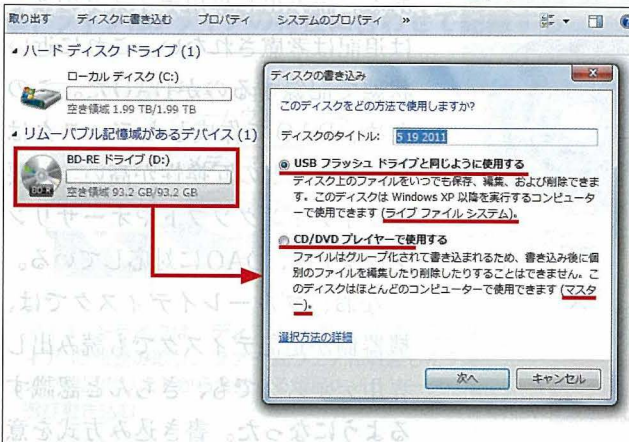 取り出す ディスクに書き込む プロパティ システムのプロパティ »
ハード ディスク ドライブ (1)
ローカル ディスク (C:)
空き領域 1.99 TB/1.99 TB
リムーバブル記憶域があるデバイス (1)
BD-RE ドライブ (D:)
BD-R
空き領域 93.2 GB/93.2 GB
ディスクの書き込み
このディスクをどの方法で使用しますか?
ディスクのタイトル: 5 19 2011
USB フラッシュ ドライブと同じように使用する
ディスク上のファイルをいつでも保存、編集、および削除できま
す。このディスクは Windows XP 以降を実行するコンピュータ
ーで使用できます (ライブ ファイル システム)。
CD/DVD プレイヤーで使用する
ファイルはグループ化されて書き込まれるため、書き込み後に個
別のファイルを編集したり削除したりすることはできません。こ
のディスクはほとんどのコンピューターで使用できます (マスタ
ー)。
選択方法の詳細
次へ キャンセル